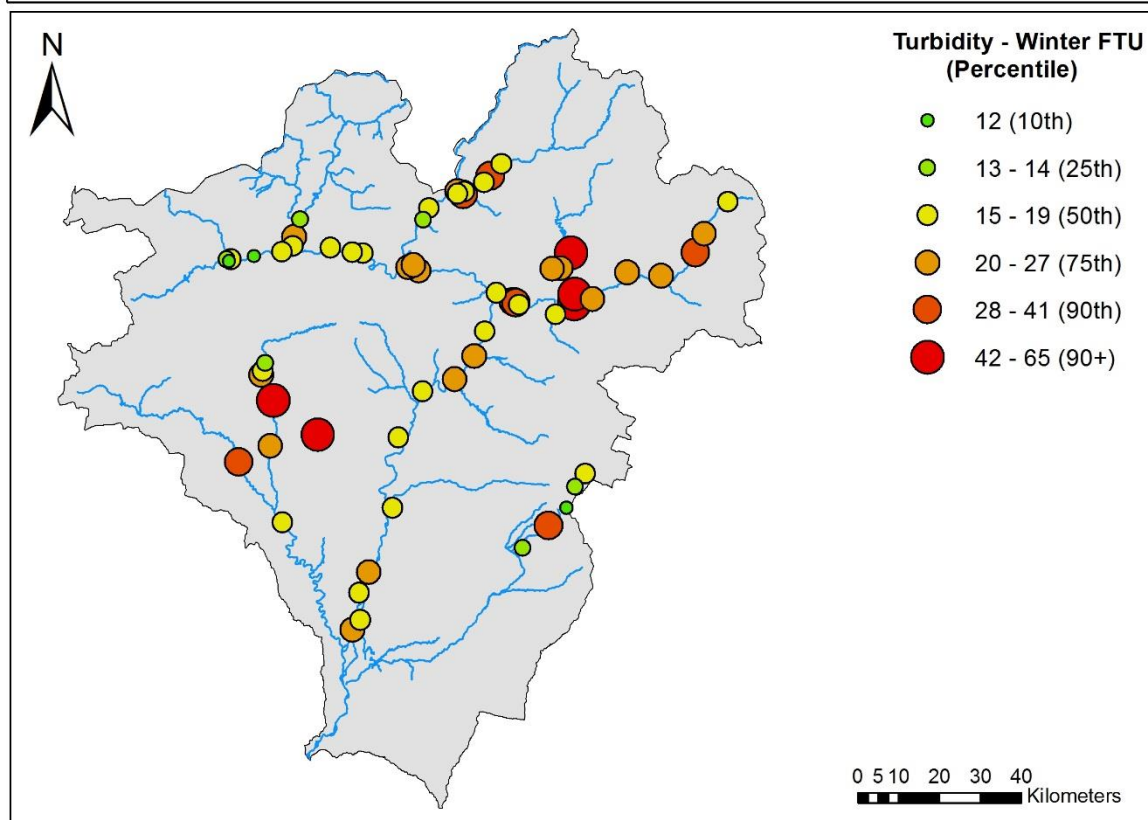 N
Turbidity - Winter FTU
(Percentile)
12 (10th)
13 - 14 (25th)
15 - 19 (50th)
20 - 27 (75th)
28 - 41 (90th)
42 - 65 (90+)
0 5 10 20 30 40
Kilometers